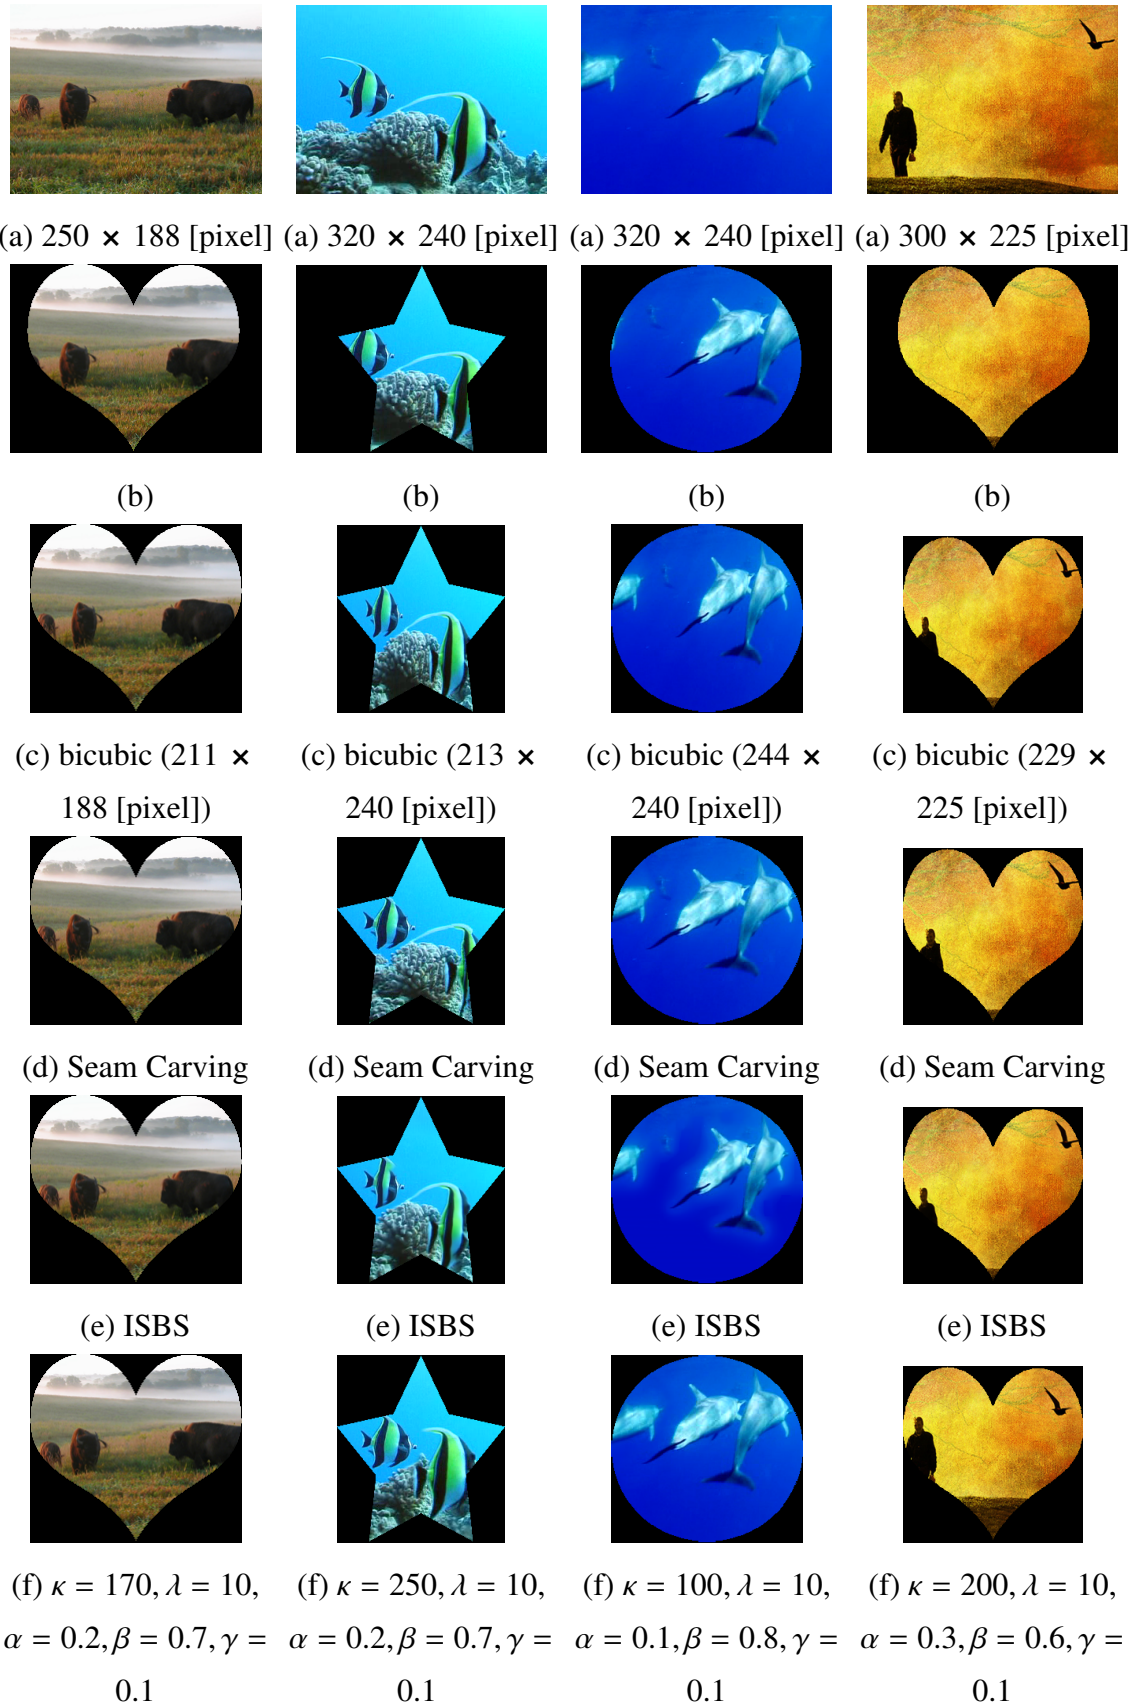 (a) 250 × 188 [pixel] (a) 320 × 240 [pixel] (a) 320 × 240 [pixel] (a) 300 × 225 [pixel]
(b) (b) (b) (b)
(c) bicubic (211 × (c) bicubic (213 × (c) bicubic (244 × (c) bicubic (229 ×
188 [pixel]) 240 [pixel]) 240 [pixel]) 225 [pixel])
(d) Seam Carving (d) Seam Carving (d) Seam Carving (d) Seam Carving
(e) ISBS (e) ISBS (e) ISBS (e) ISBS
(f) κ = 170, λ = 10, (f) κ = 250, λ = 10, (f) κ = 100, λ = 10, (f) κ = 200, λ = 10,
α = 0.2, β = 0.7, γ = α = 0.2, β = 0.7, γ = α = 0.1, β = 0.8, γ = α = 0.3, β = 0.6, γ =
0.1 0.1 0.1 0.1